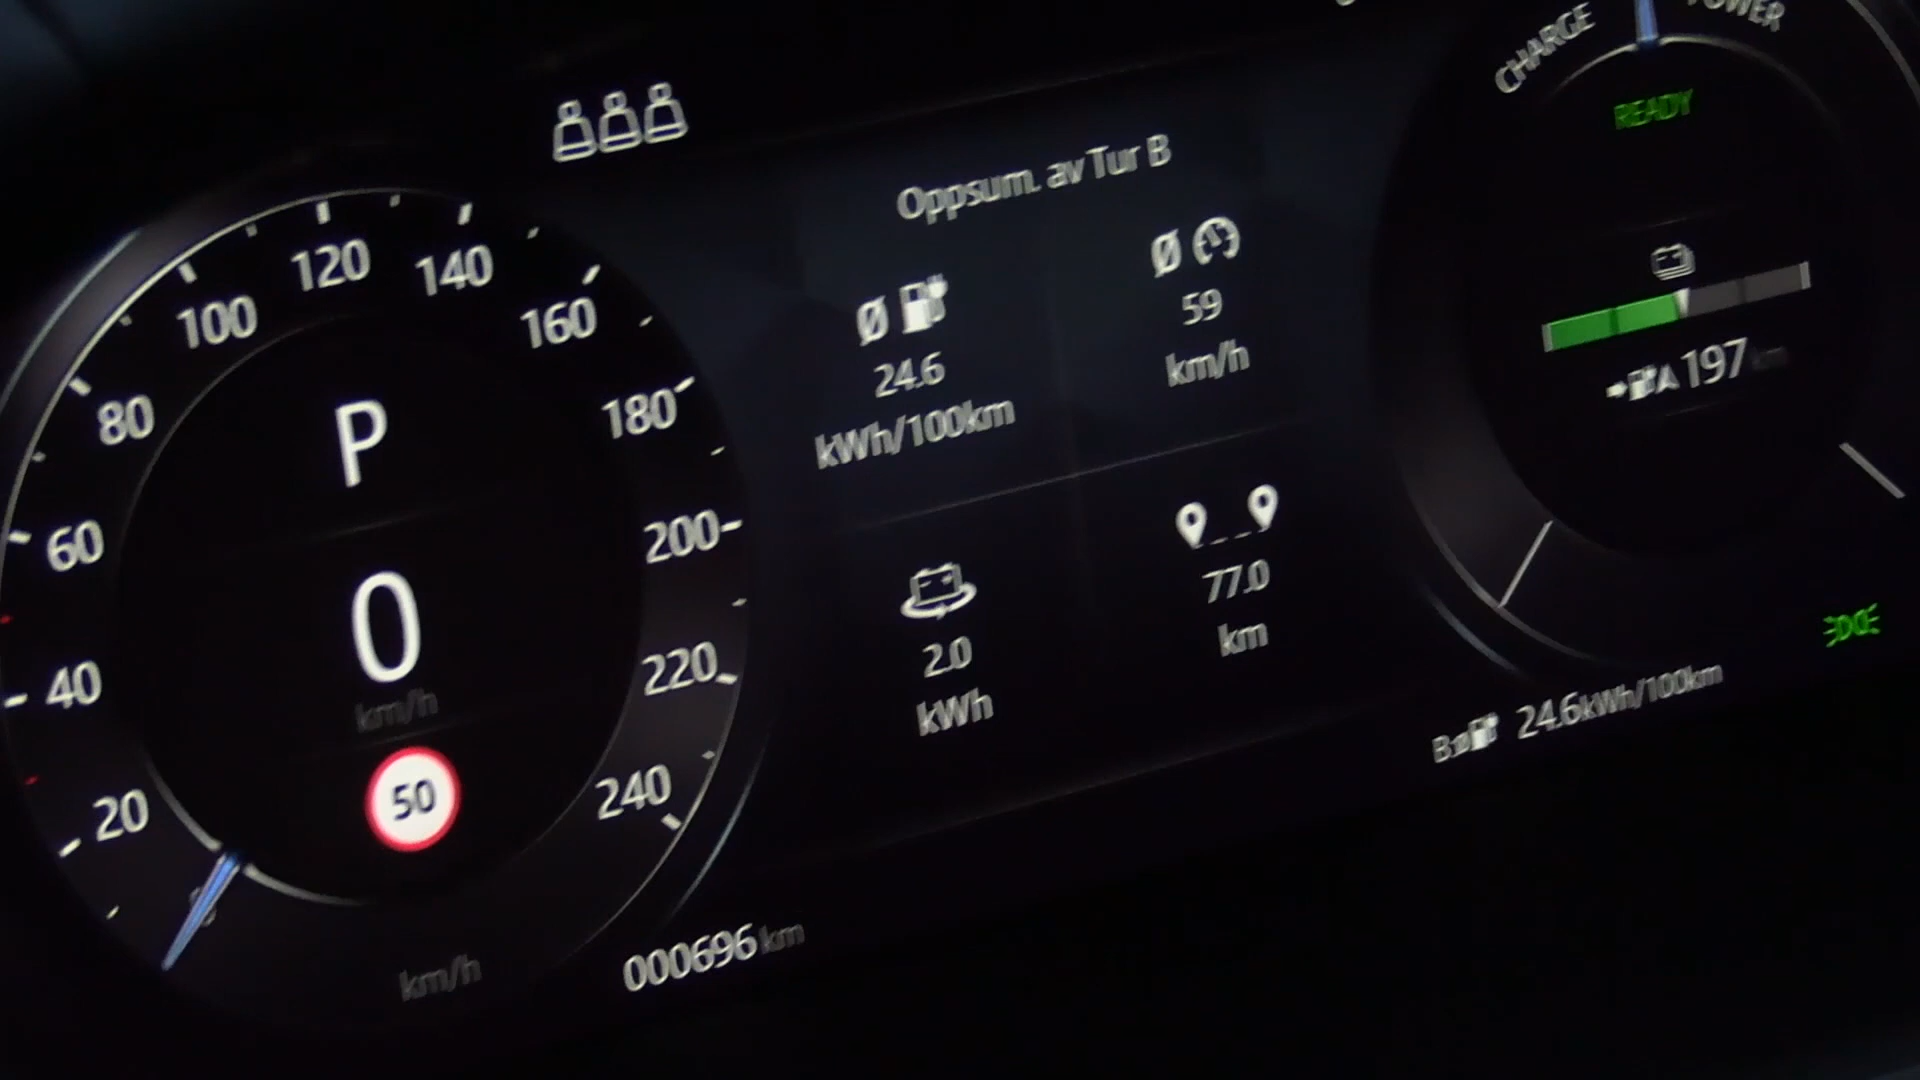 CHARGE
POWER
READY
Oppsum. av Tur B
Ø
24.6
kWh/100km
Ø
59
km/h
2.0
kWh
77.0
km
197 km
B:Ø 24.6kWh/100km
20
40
60
80
100
120
140
160
180
200
220
240
P
0
km/h
50
km/h
000696 km